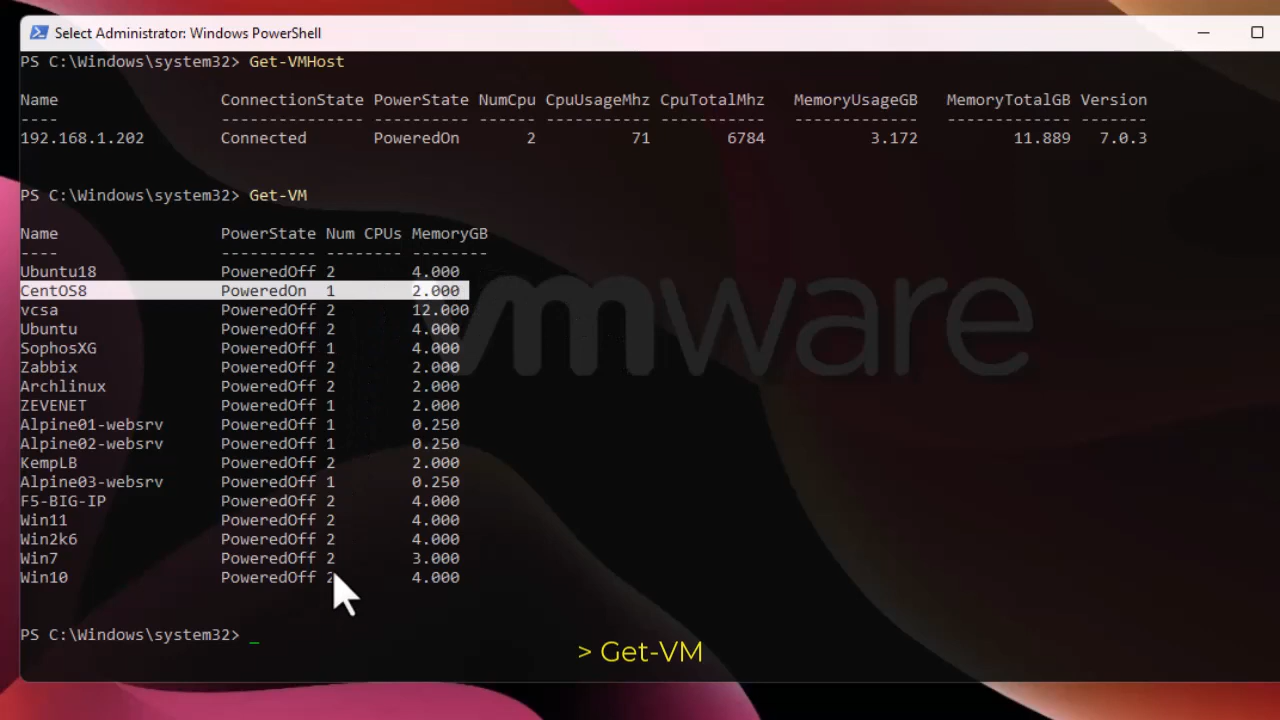 Select Administrator: Windows PowerShell
PS C:\Windows\system32> Get-VMHost
Name ConnectionState PowerState NumCpu CpuUsageMhz CpuTotalMhz MemoryUsageGB MemoryTotalGB Version
---- --------------- ---------- ------ ----------- ----------- ------------- ------------- -------
192.168.1.202 Connected PoweredOn 2 71 6784 3.172 11.889 7.0.3
PS C:\Windows\system32> Get-VM
Name PowerState Num CPUs MemoryGB
---- ---------- -------- --------
Ubuntu18 PoweredOff 2 4.000
CentOS8 PoweredOn 1 2.000
vcsa PoweredOff 2 12.000
Ubuntu PoweredOff 2 4.000
SophosXG PoweredOff 1 4.000
Zabbix PoweredOff 2 2.000
Archlinux PoweredOff 2 2.000
ZEVENET PoweredOff 1 2.000
Alpine01-websrv PoweredOff 1 0.250
Alpine02-websrv PoweredOff 1 0.250
KempLB PoweredOff 2 2.000
Alpine03-websrv PoweredOff 1 0.250
F5-BIG-IP PoweredOff 2 4.000
Win11 PoweredOff 2 4.000
Win2k6 PoweredOff 2 4.000
Win7 PoweredOff 2 3.000
Win10 PoweredOff 2 4.000
vmware
PS C:\Windows\system32> _
> Get-VM